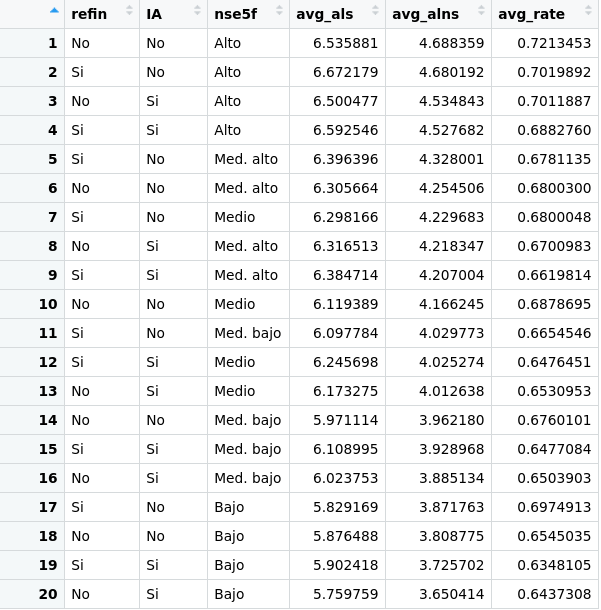 refin IA nse5f avg_als avg_alns avg_rate
1 No No Alto 6.535881 4.688359 0.7213453
2 Si No Alto 6.672179 4.680192 0.7019892
3 No Si Alto 6.500477 4.534843 0.7011887
4 Si Si Alto 6.592546 4.527682 0.6882760
5 Si No Med. alto 6.396396 4.328001 0.6781135
6 No No Med. alto 6.305664 4.254506 0.6800300
7 Si No Medio 6.298166 4.229683 0.6800048
8 No Si Med. alto 6.316513 4.218347 0.6700983
9 Si Si Med. alto 6.384714 4.207004 0.6619814
10 No No Medio 6.119389 4.166245 0.6878695
11 Si No Med. bajo 6.097784 4.029773 0.6654546
12 Si Si Medio 6.245698 4.025274 0.6476451
13 No Si Medio 6.173275 4.012638 0.6530953
14 No No Med. bajo 5.971114 3.962180 0.6760101
15 Si Si Med. bajo 6.108995 3.928968 0.6477084
16 No Si Med. bajo 6.023753 3.885134 0.6503903
17 Si No Bajo 5.829169 3.871763 0.6974913
18 No No Bajo 5.876488 3.808775 0.6545035
19 Si Si Bajo 5.902418 3.725702 0.6348105
20 No Si Bajo 5.759759 3.650414 0.6437308